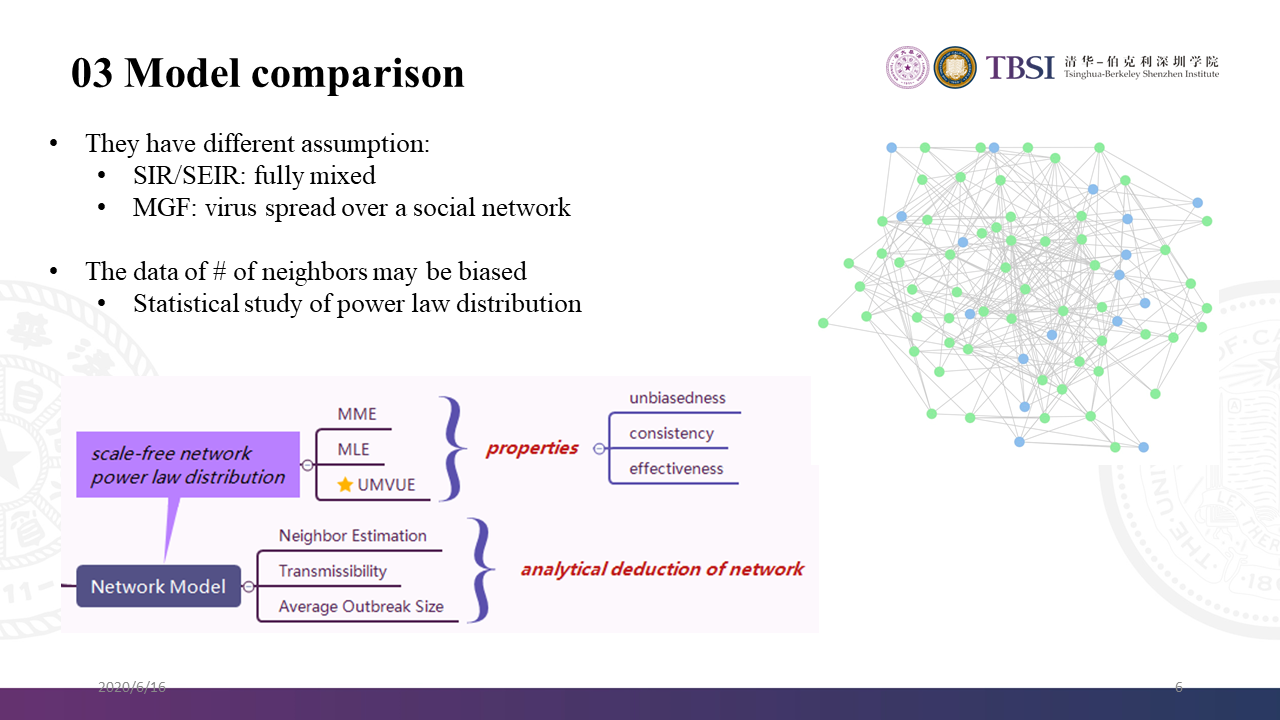 03 Model comparison
TBSI
清华-伯克利深圳学院
Tsinghua-Berkeley Shenzhen Institute
• They have different assumption:
• SIR/SEIR: fully mixed
• MGF: virus spread over a social network
• The data of # of neighbors may be biased
• Statistical study of power law distribution
scale-free network
power law distribution
MME
MLE
UMVUE
properties
unbiasedness
consistency
effectiveness
Network Model
Neighbor Estimation
Transmissibility
Average Outbreak Size
analytical deduction of network
2020/6/16
6